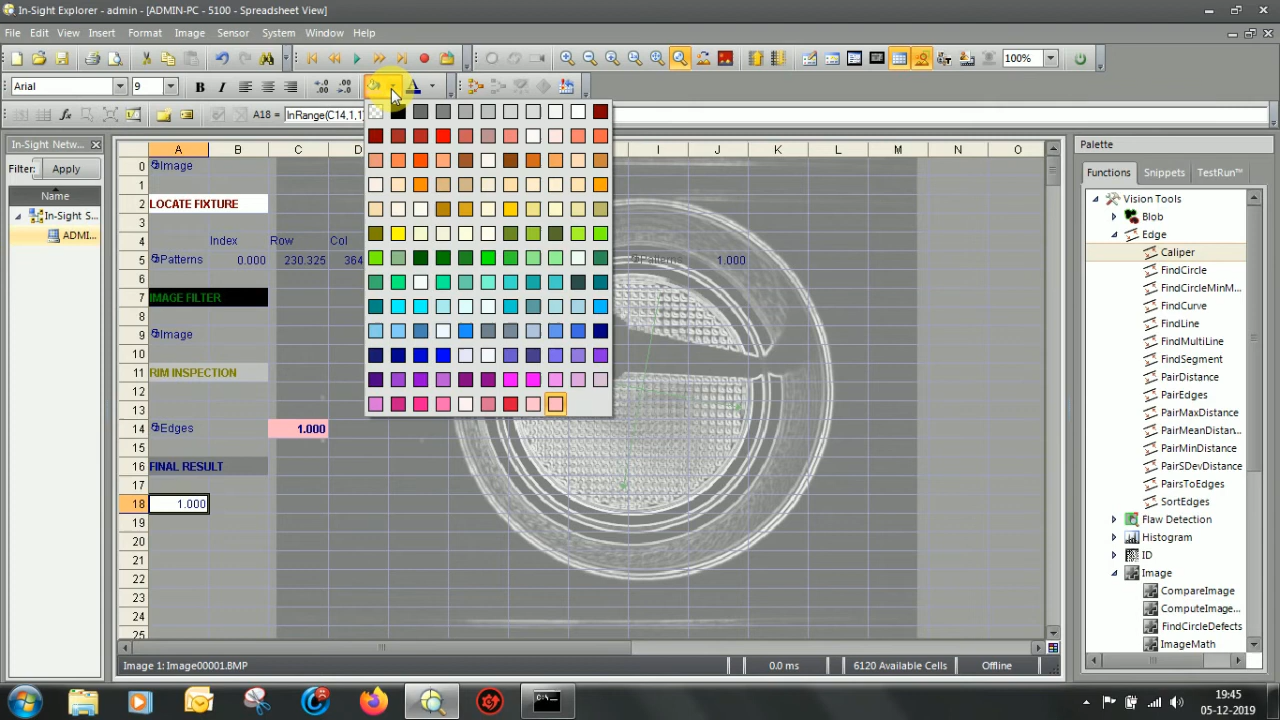 In-Sight Explorer - admin - [ADMIN-PC - 5100 - Spreadsheet View]
File Edit View Insert Format Image Sensor System Window Help
100%
Arial 9 B I A
A18 = InRange(C14,1,1
In-Sight Netw...
Filter: Apply
Name
In-Sight S...
ADMI...
A B C D I J K L M N O
0 Image
1
2 LOCATE FIXTURE
3
4 Index Row Col
5 Patterns 0.000 230.325 364 Patterns 1.000
6
7 IMAGE FILTER
8
9 Image
10
11 RIM INSPECTION
12
13
14 Edges 1.000
15
16 FINAL RESULT
17
18 1.000
19
20
21
22
23
24
25
Palette
Functions Snippets TestRun™
Vision Tools
Blob
Edge
Caliper
FindCircle
FindCircleMinM...
FindCurve
FindLine
FindMultiLine
FindSegment
PairDistance
PairEdges
PairMaxDistance
PairMeanDistan...
PairMinDistance
PairSDevDistance
PairsToEdges
SortEdges
Flaw Detection
Histogram
ID
Image
CompareImage
ComputeImage...
FindCircleDefects
ImageMath
Image 1: Image00001.BMP 0.0 ms 6120 Available Cells Offline
19:45
05-12-2019